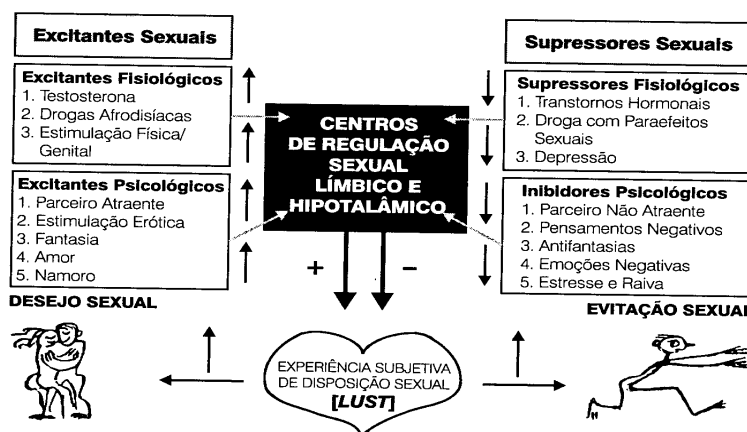 Excitantes Sexuais
Excitantes Fisiológicos
1. Testosterona
2. Drogas Afrodisíacas
3. Estimulação Física/
Genital
Excitantes Psicológicos
1. Parceiro Atraente
2. Estimulação Erótica
3. Fantasia
4. Amor
5. Namoro
DESEJO SEXUAL
CENTROS
DE REGULAÇÃO
SEXUAL
LÍMBICO E
HIPOTALÂMICO
+
–
Supressores Sexuais
Supressores Fisiológicos
1. Transtornos Hormonais
2. Droga com Paraefeitos
Sexuais
3. Depressão
Inibidores Psicológicos
1. Parceiro Não Atraente
2. Pensamentos Negativos
3. Antifantasias
4. Emoções Negativas
5. Estresse e Raiva
EVITAÇÃO SEXUAL
EXPERIÊNCIA SUBJETIVA
DE DISPOSIÇÃO SEXUAL
[LUST]